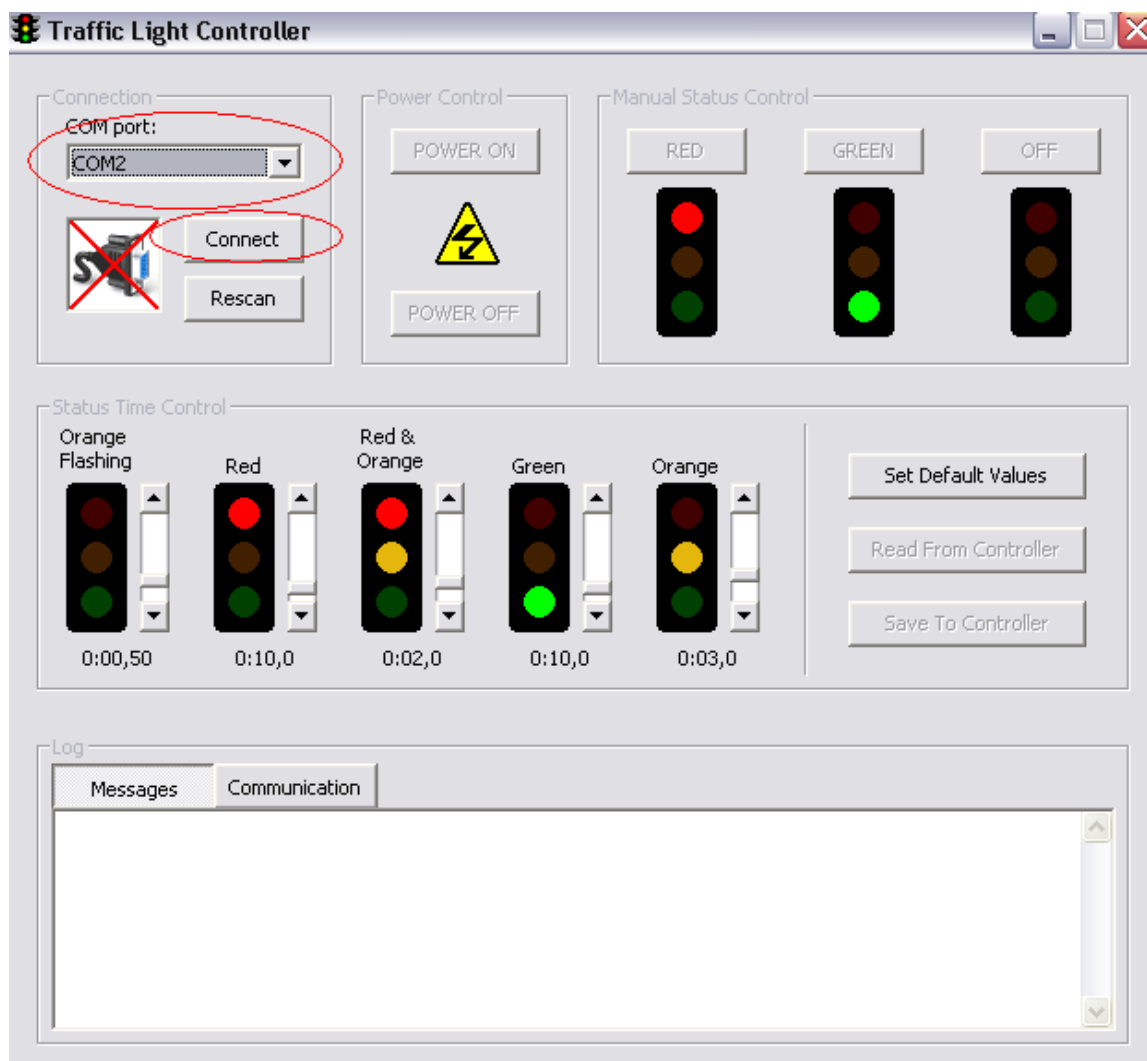 Traffic Light Controller
Connection
COM port:
COM2
Connect
Rescan
Power Control
POWER ON
POWER OFF
Manual Status Control
RED
GREEN
OFF
Status Time Control
Orange
Flashing
Red
Red &
Orange
Green
Orange
0:00,50
0:10,0
0:02,0
0:10,0
0:03,0
Set Default Values
Read From Controller
Save To Controller
Log
Messages
Communication